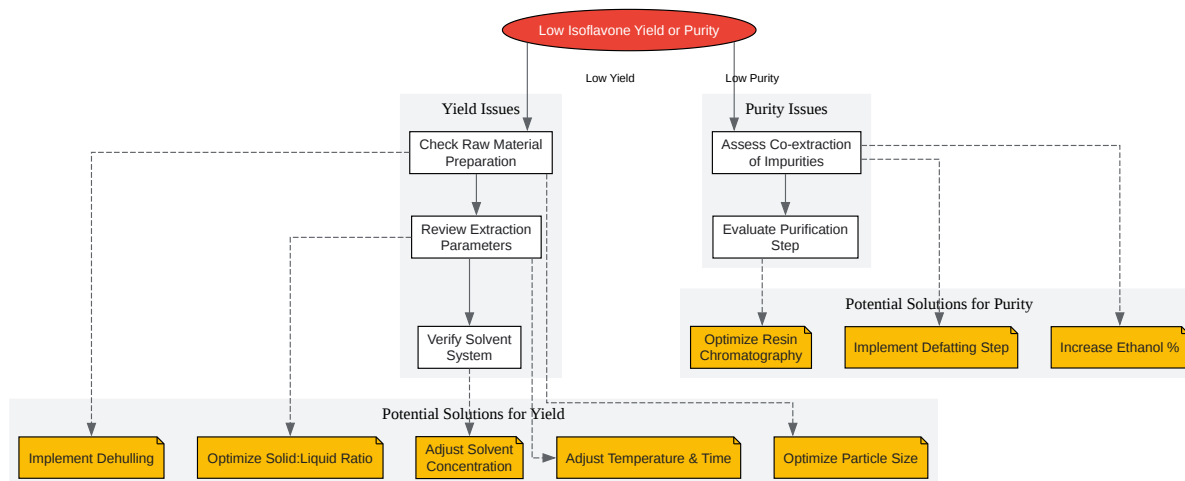 Low Isoflavone Yield or Purity
Low Yield
Low Purity
Yield Issues
Purity Issues
Check Raw Material
Preparation
Assess Co-extraction
of Impurities
Review Extraction
Parameters
Evaluate Purification
Step
Potential Solutions for Purity
Verify Solvent
System
Optimize Resin
Chromatography
Implement Defatting Step
Increase Ethanol %
Potential Solutions for Yield
Implement Dehulling
Optimize Solid:Liquid Ratio
Adjust Solvent
Concentration
Adjust Temperature & Time
Optimize Particle Size